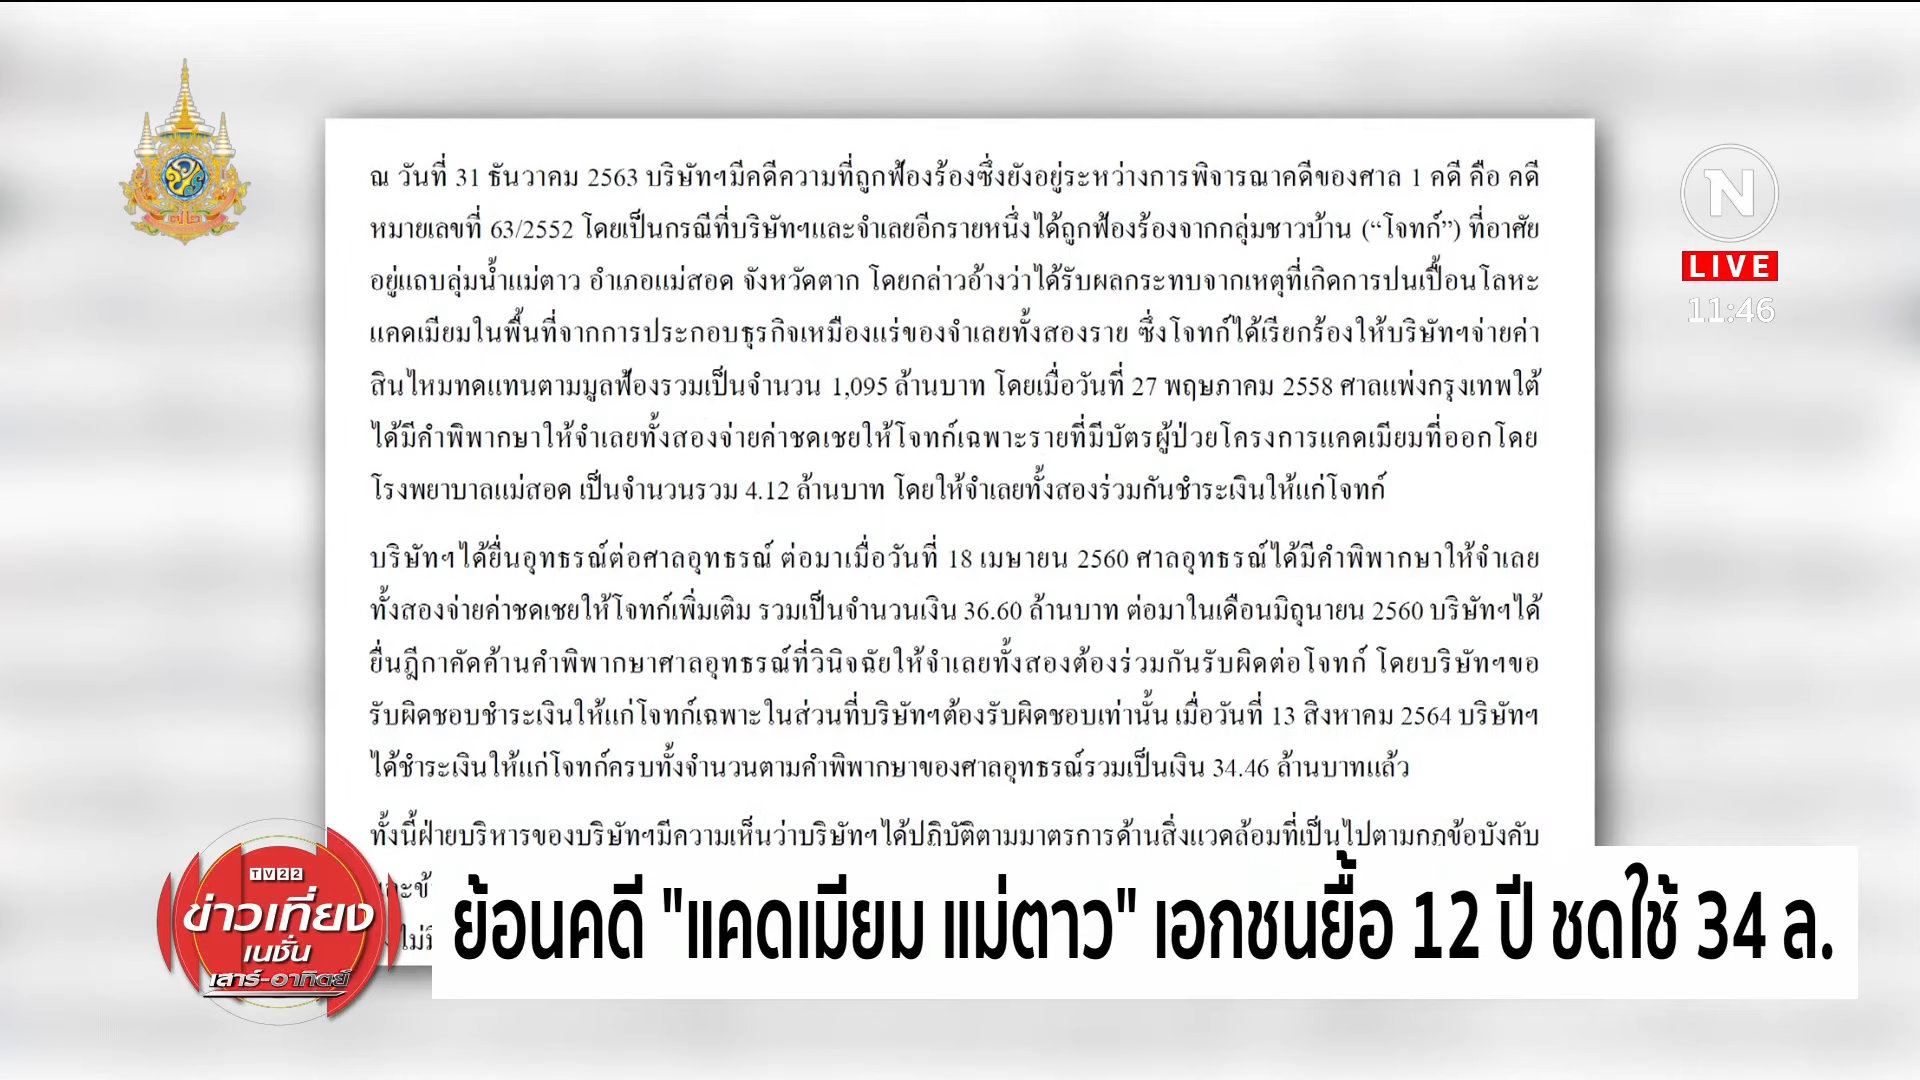 ณ วันที่ 31 ธันวาคม 2563 บริษัทฯมีคดีความที่ถูกฟ้องร้องซึ่งยังอยู่ระหว่างการพิจารณาคดีของศาล 1 คดี คือ คดี
หมายเลขที่ 63/2552 โดยเป็นกรณีที่บริษัทฯและจำเลยอีกรายหนึ่งได้ถูกฟ้องร้องจากกลุ่มชาวบ้าน (“โจทก์”) ที่อาศัย
อยู่แถบลุ่มน้ำแม่ตาว อำเภอแม่สอด จังหวัดตาก โดยกล่าวอ้างว่าได้รับผลกระทบจากเหตุที่เกิดการปนเปื้อนโลหะ
แคดเมียมในพื้นที่จากการประกอบธุรกิจเหมืองแร่ของจำเลยทั้งสองราย ซึ่งโจทก์ได้เรียกร้องให้บริษัทฯจ่ายค่า
สินไหมทดแทนตามมูลฟ้องรวมเป็นจำนวน 1,095 ล้านบาท โดยเมื่อวันที่ 27 พฤษภาคม 2558 ศาลแพ่งกรุงเทพใต้
ได้มีคำพิพากษาให้จำเลยทั้งสองจ่ายค่าชดเชยให้โจทก์เฉพาะรายที่มีบัตรผู้ป่วยโครงการแคดเมียมที่ออกโดย
โรงพยาบาลแม่สอด เป็นจำนวนรวม 4.12 ล้านบาท โดยให้จำเลยทั้งสองร่วมกันชำระเงินให้แก่โจทก์
บริษัทฯได้ยื่นอุทธรณ์ต่อศาลอุทธรณ์ ต่อมาเมื่อวันที่ 18 เมษายน 2560 ศาลอุทธรณ์ได้มีคำพิพากษาให้จำเลย
ทั้งสองจ่ายค่าชดเชยให้โจทก์เพิ่มเติม รวมเป็นจำนวนเงิน 36.60 ล้านบาท ต่อมาในเดือนมิถุนายน 2560 บริษัทฯได้
ยื่นฎีกาคัดค้านคำพิพากษาศาลอุทธรณ์ที่วินิจฉัยให้จำเลยทั้งสองต้องร่วมกันรับผิดต่อโจทก์ โดยบริษัทฯขอ
รับผิดชอบชำระเงินให้แก่โจทก์เฉพาะในส่วนที่บริษัทฯต้องรับผิดชอบเท่านั้น เมื่อวันที่ 13 สิงหาคม 2564 บริษัทฯ
ได้ชำระเงินให้แก่โจทก์ครบทั้งจำนวนตามคำพิพากษาของศาลอุทธรณ์รวมเป็นเงิน 34.46 ล้านบาทแล้ว
ทั้งนี้ฝ่ายบริหารของบริษัทฯมีความเห็นว่าบริษัทฯได้ปฏิบัติตามมาตรการด้านสิ่งแวดล้อมที่เป็นไปตามกฎข้อบังคับ
N
LIVE
11:46
TV22
ข่าวเที่ยง
เนชั่น
เสาร์-อาทิตย์
ย้อนคดี "แคดเมียม แม่ตาว" เอกชนยื้อ 12 ปี ชดใช้ 34 ล.